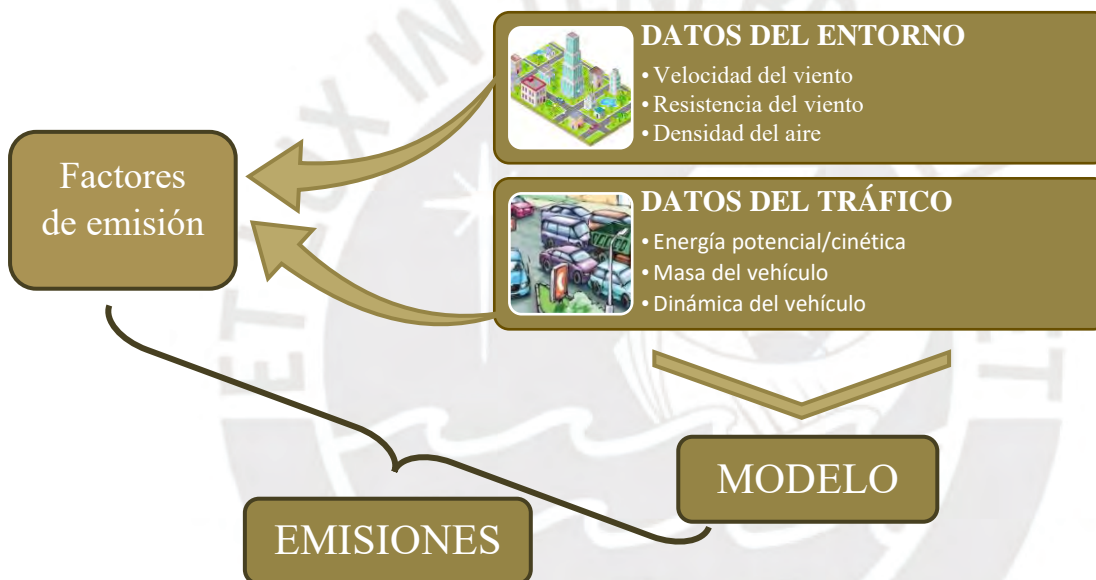 DATOS DEL ENTORNO
• Velocidad del viento
• Resistencia del viento
• Densidad del aire
Factores
de emisión
DATOS DEL TRÁFICO
• Energía potencial/cinética
• Masa del vehículo
• Dinámica del vehículo
MODELO
EMISIONES